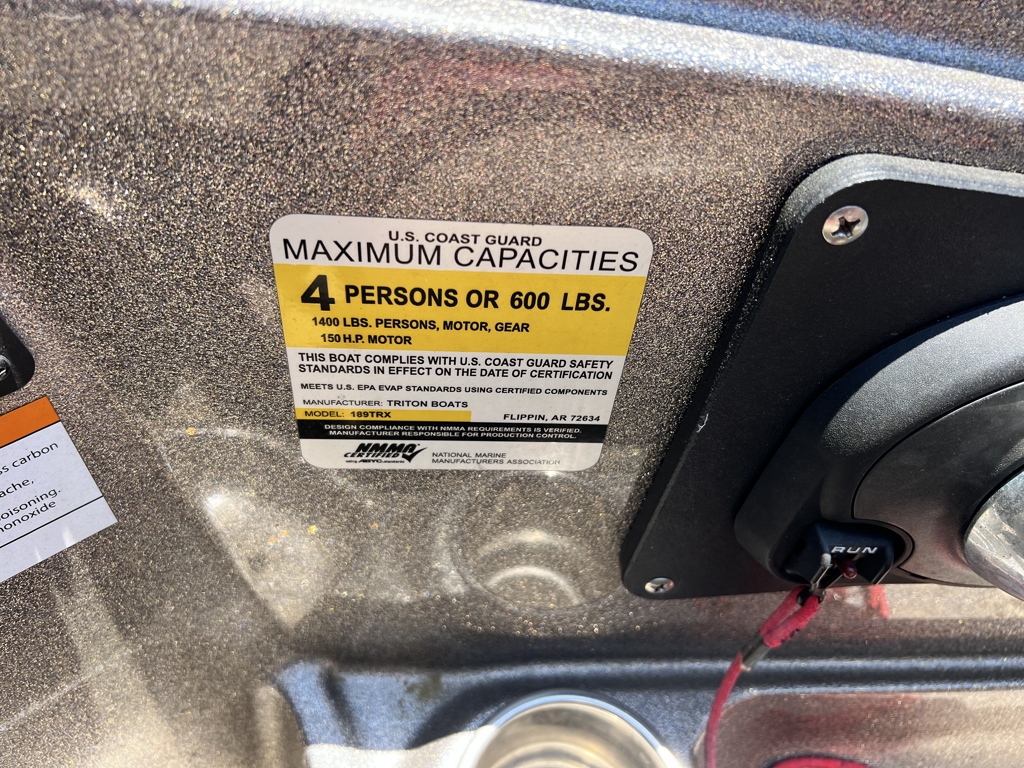 U.S. COAST GUARD
MAXIMUM CAPACITIES
4 PERSONS OR 600 LBS.
1400 LBS. PERSONS, MOTOR, GEAR
150 H.P. MOTOR
THIS BOAT COMPLIES WITH U.S. COAST GUARD SAFETY
STANDARDS IN EFFECT ON THE DATE OF CERTIFICATION
MEETS U.S. EPA EVAP STANDARDS USING CERTIFIED COMPONENTS
MANUFACTURER: TRITON BOATS
MODEL: 189TRX FLIPPIN, AR 72634
DESIGN COMPLIANCE WITH NMMA REQUIREMENTS IS VERIFIED.
MANUFACTURER RESPONSIBLE FOR PRODUCTION CONTROL.
NMMA
CERTIFIED
using ABYC standards
NATIONAL MARINE
MANUFACTURERS ASSOCIATION
carbon
ache,
oisoning.
onoxide
RUN